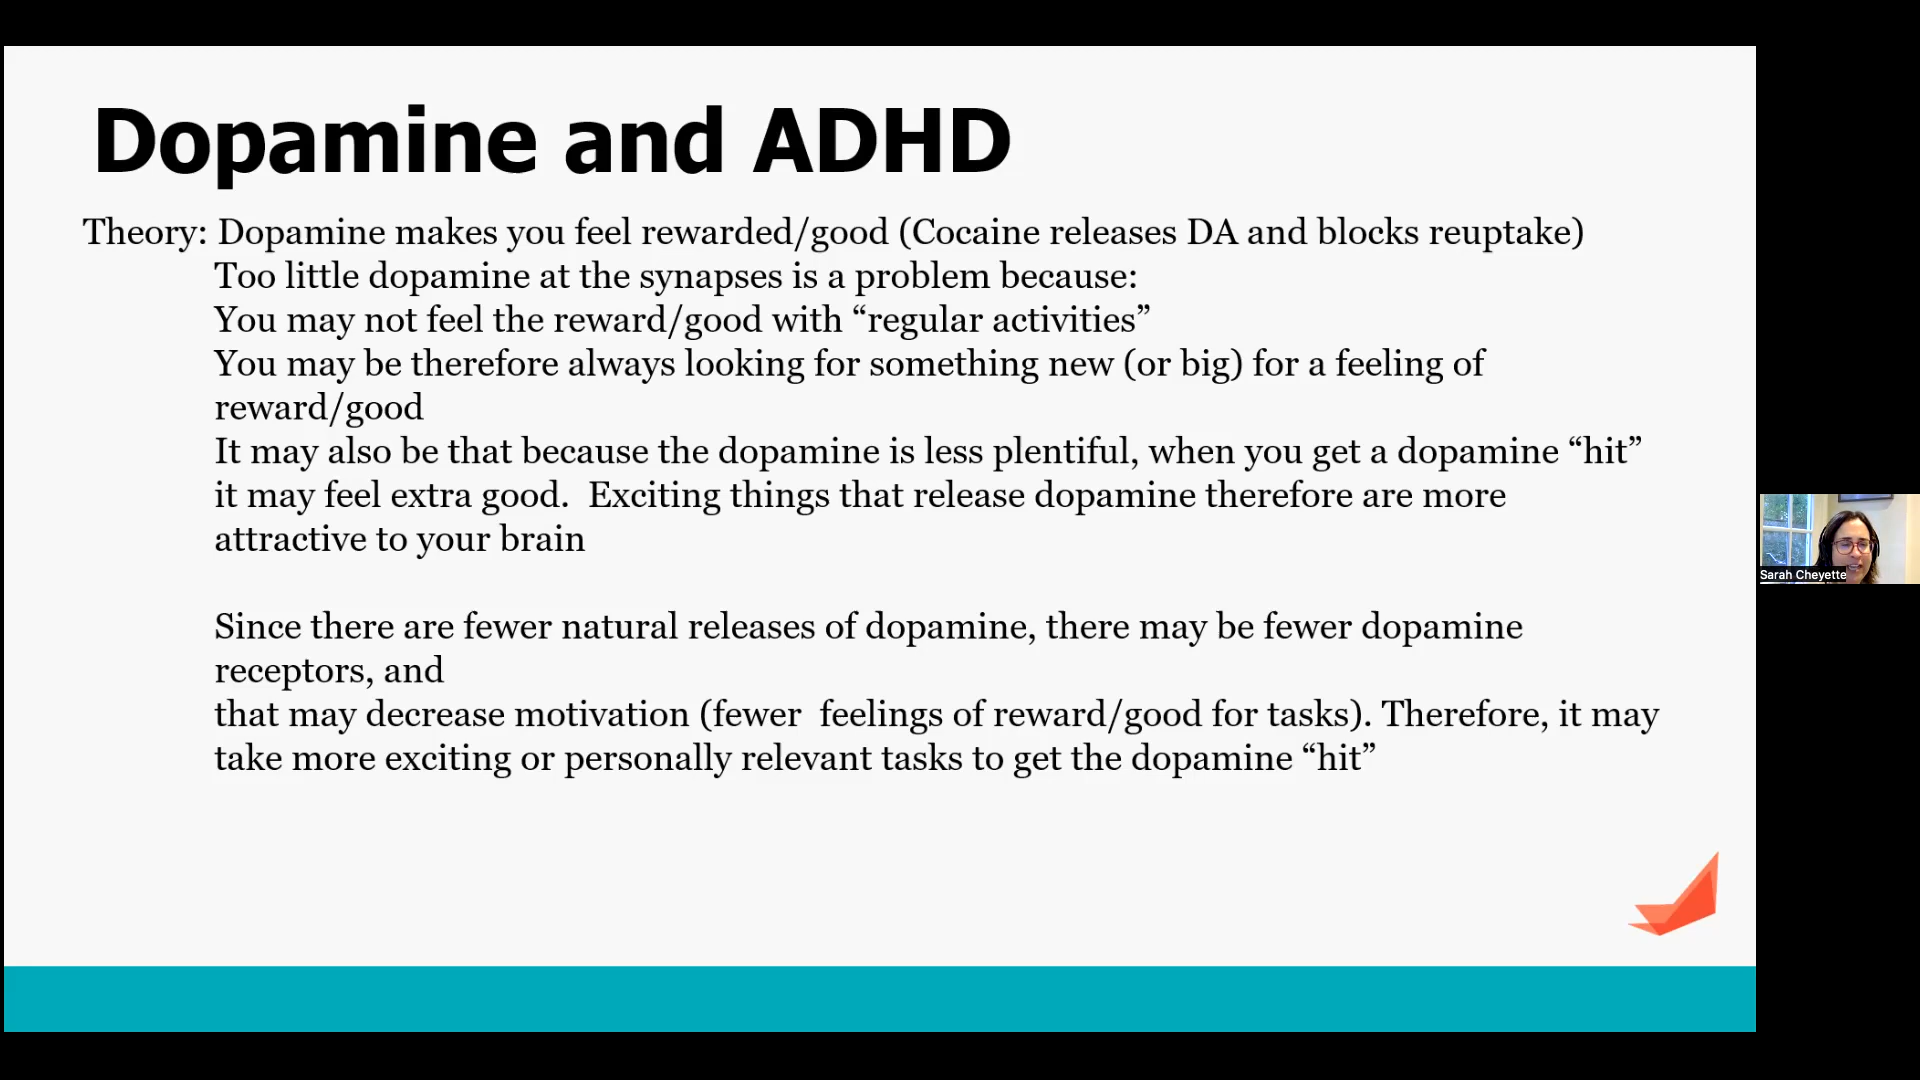 Dopamine and ADHD
Theory: Dopamine makes you feel rewarded/good (Cocaine releases DA and blocks reuptake)
Too little dopamine at the synapses is a problem because:
You may not feel the reward/good with “regular activities”
You may be therefore always looking for something new (or big) for a feeling of
reward/good
It may also be that because the dopamine is less plentiful, when you get a dopamine “hit”
it may feel extra good.  Exciting things that release dopamine therefore are more
attractive to your brain
Since there are fewer natural releases of dopamine, there may be fewer dopamine
receptors, and
that may decrease motivation (fewer  feelings of reward/good for tasks). Therefore, it may
take more exciting or personally relevant tasks to get the dopamine “hit”
Sarah Cheyette